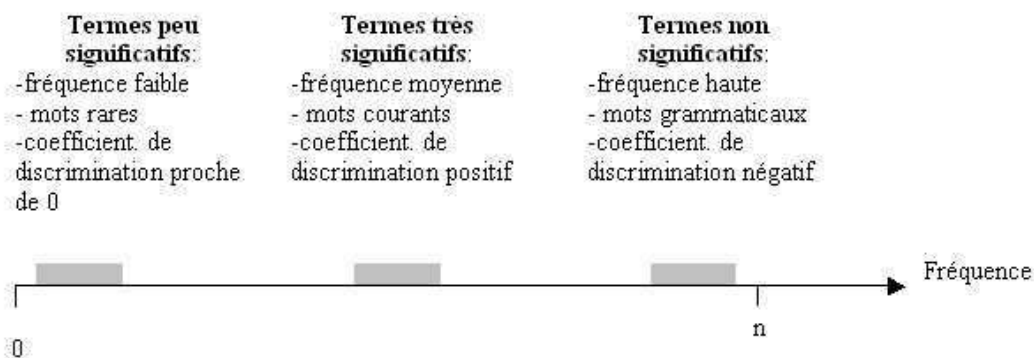 Termes peu
significatifs:
-fréquence faible
- mots rares
-coefficient. de
discrimination proche
de 0
Termes très
significatifs:
-fréquence moyenne
- mots courants
-coefficient. de
discrimination positif
Termes non
significatifs:
-fréquence haute
- mots grammaticaux
-coefficient. de
discrimination négatif
Fréquence
0
n